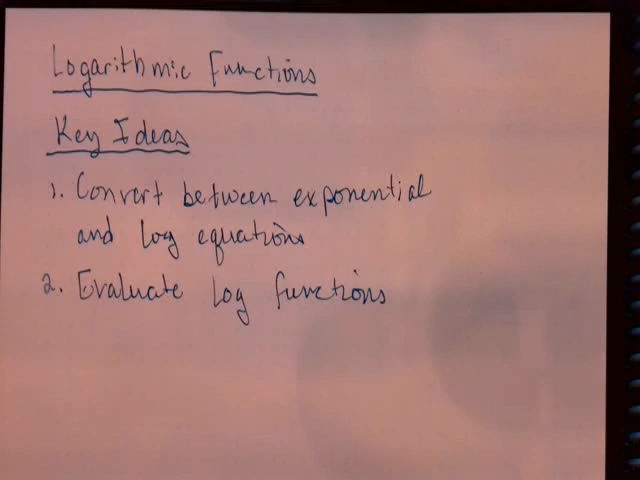 Logarithmic Functions
Key Ideas
1. Convert between exponential
and log equations
2. Evaluate log functions